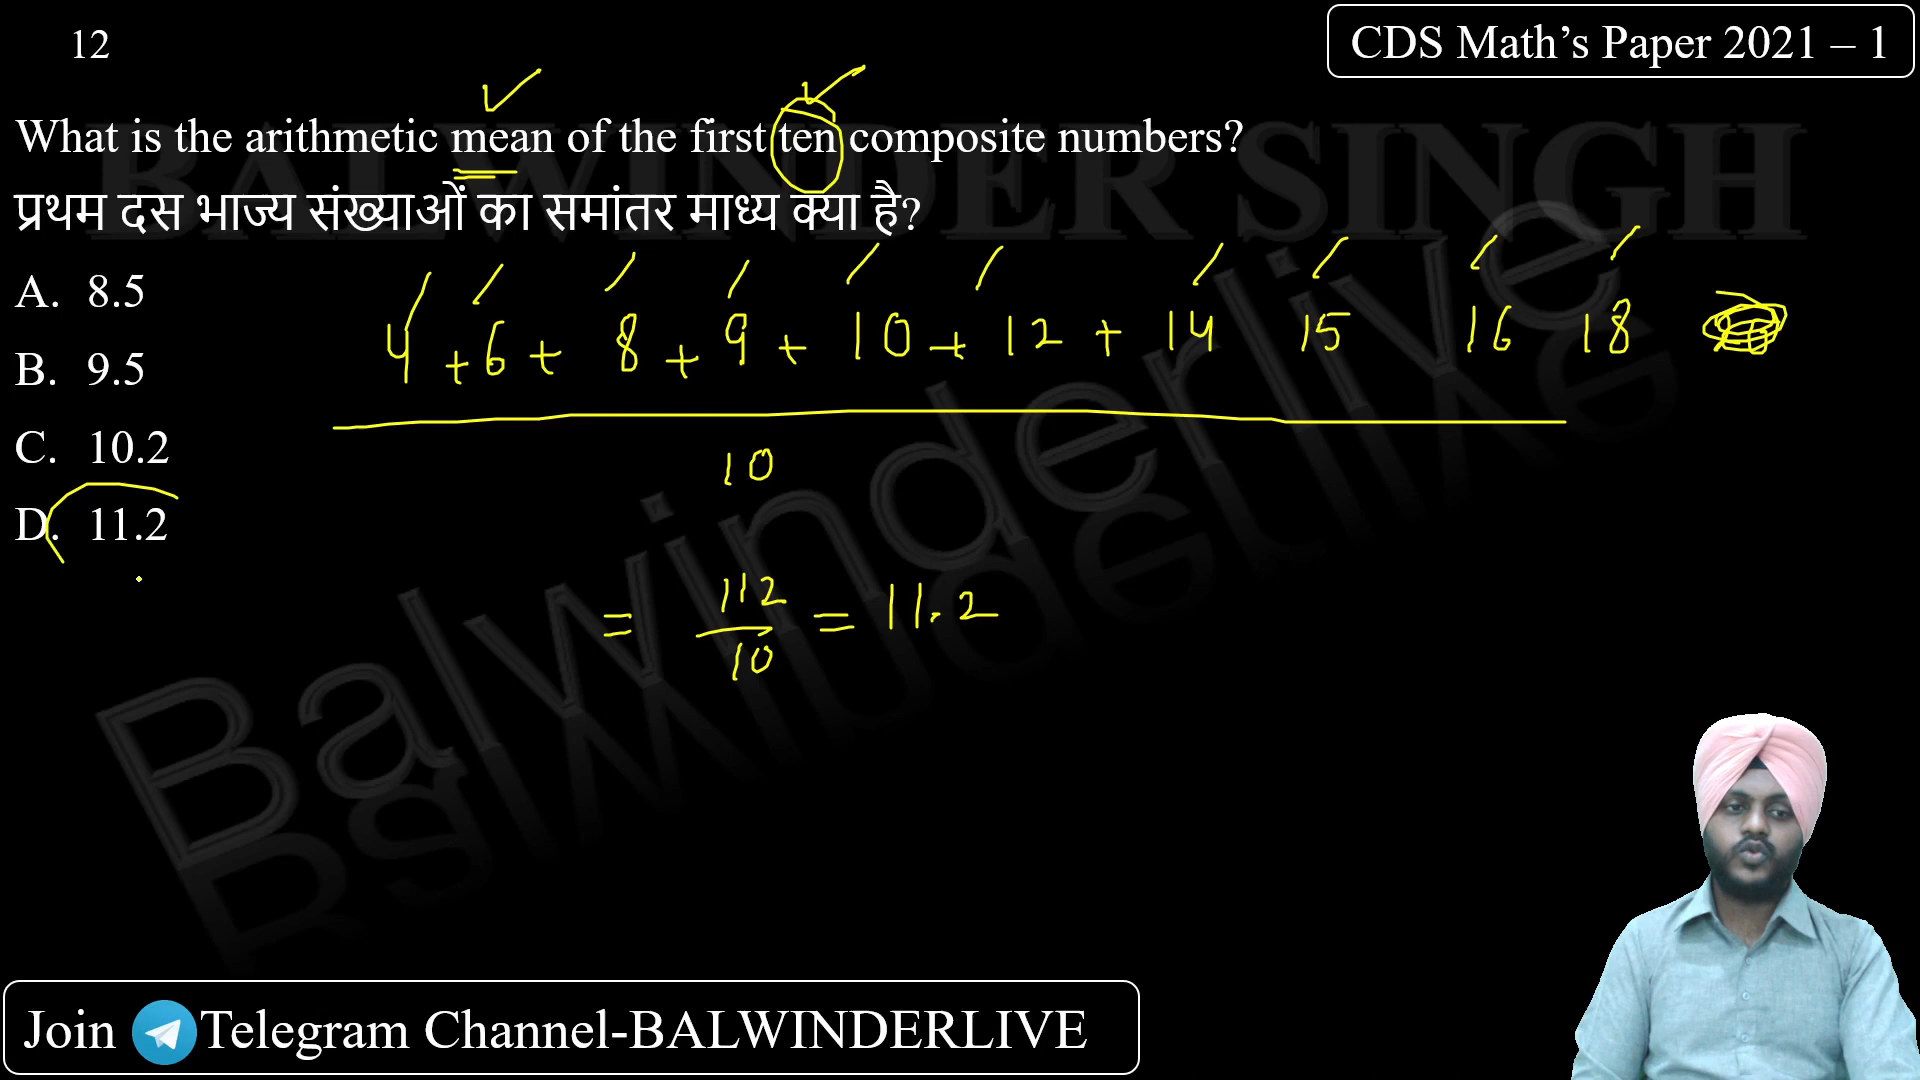 12
CDS Math’s Paper 2021 – 1
What is the arithmetic mean of the first ten composite numbers?
प्रथम दस भाज्य संख्याओं का समांतर माध्य क्या है?
A. 8.5
B. 9.5
C. 10.2
D. 11.2
4 + 6 + 8 + 9 + 10 + 12 + 14 15 16 18
10
= 112/10 = 11.2
BALWINDER SINGH
Balwinderlive
Join Telegram Channel-BALWINDERLIVE